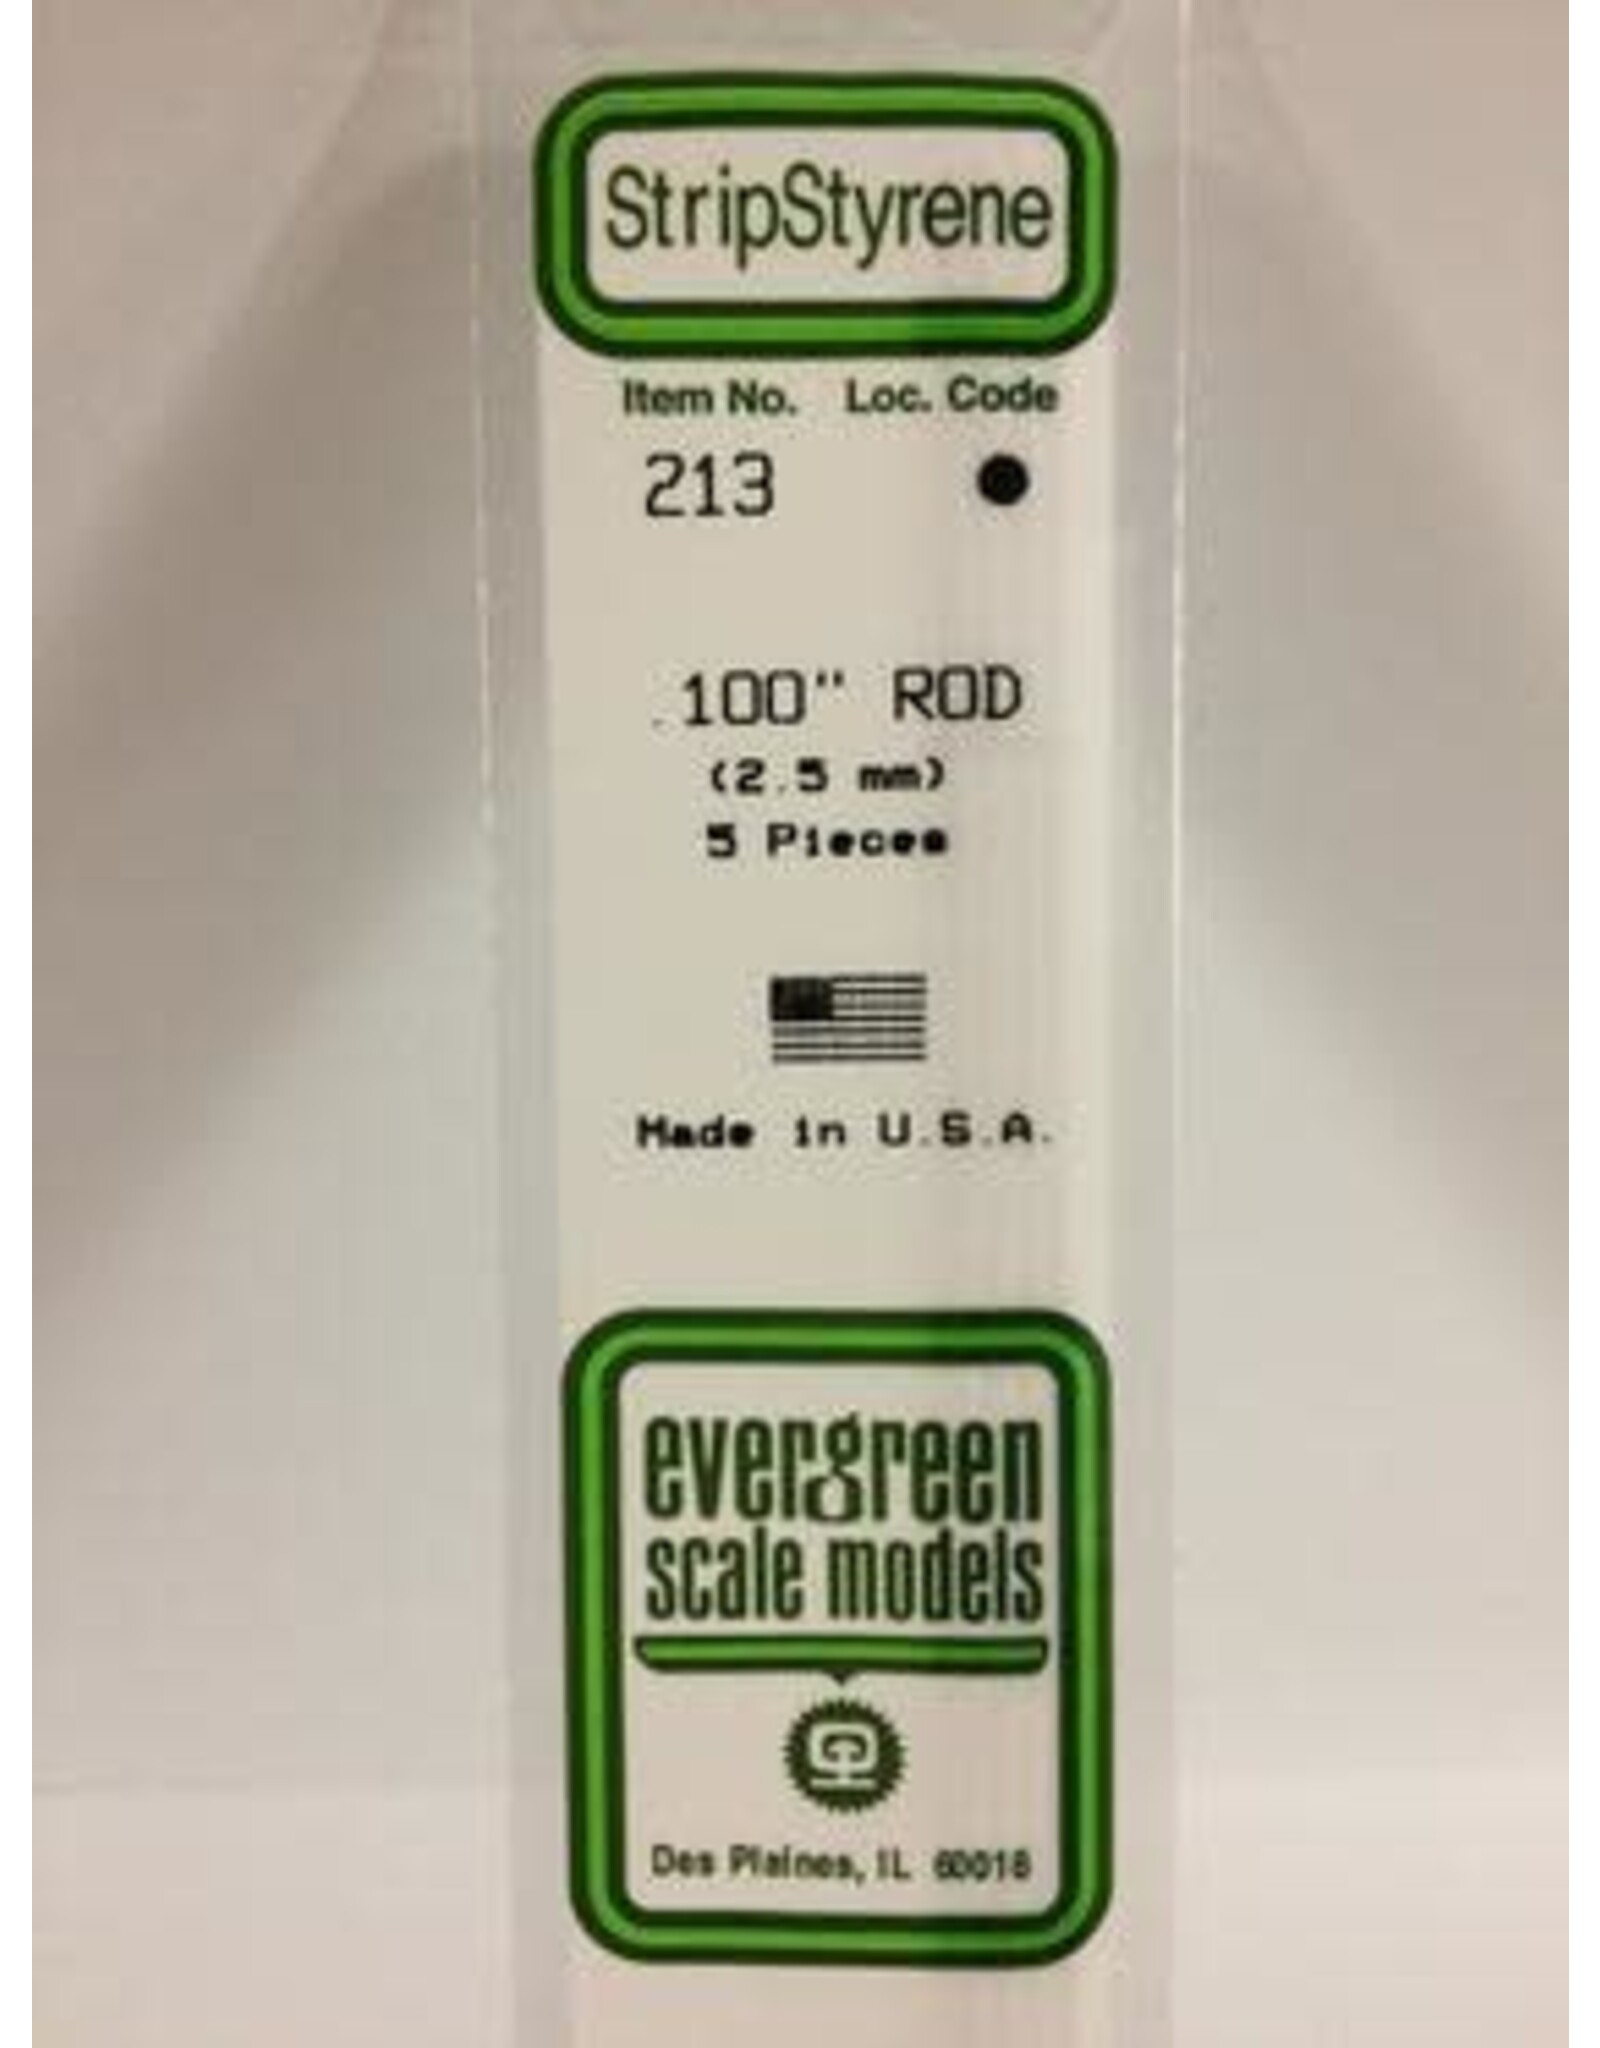 StripStyrene
Item No. Loc. Code
213 ●
.100" ROD
(2.5 mm)
5 Pieces
Made in U.S.A.
evergreen
scale models
Des Plaines, IL 60018